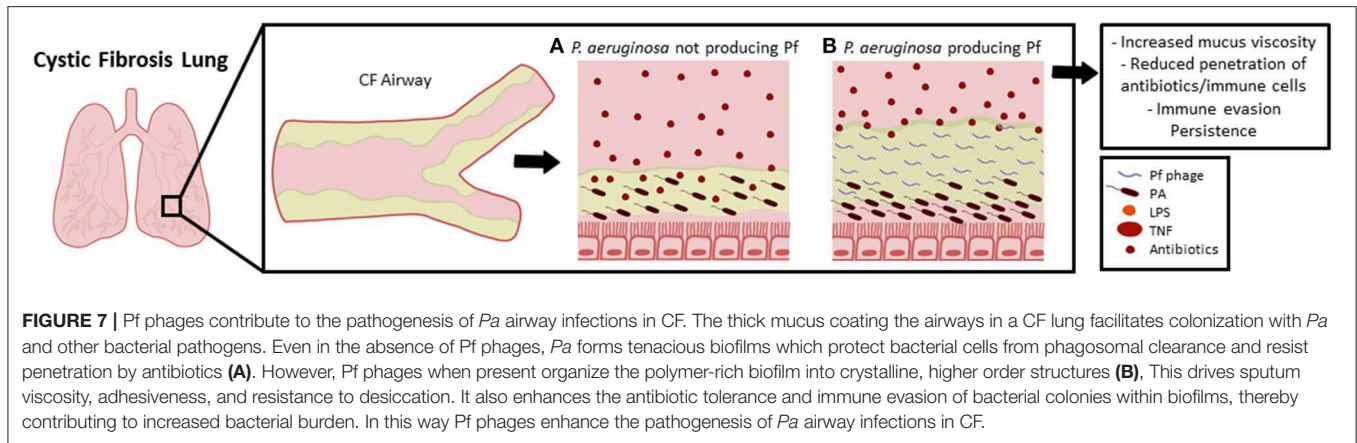 Cystic Fibrosis Lung
CF Airway
A P. aeruginosa not producing Pf
B P. aeruginosa producing Pf
- Increased mucus viscosity
- Reduced penetration of
antibiotics/immune cells
- Immune evasion
Persistence
Pf phage
PA
LPS
TNF
Antibiotics
FIGURE 7 | Pf phages contribute to the pathogenesis of Pa airway infections in CF. The thick mucus coating the airways in a CF lung facilitates colonization with Pa
and other bacterial pathogens. Even in the absence of Pf phages, Pa forms tenacious biofilms which protect bacterial cells from phagosomal clearance and resist
penetration by antibiotics (A). However, Pf phages when present organize the polymer-rich biofilm into crystalline, higher order structures (B), This drives sputum
viscosity, adhesiveness, and resistance to desiccation. It also enhances the antibiotic tolerance and immune evasion of bacterial colonies within biofilms, thereby
contributing to increased bacterial burden. In this way Pf phages enhance the pathogenesis of Pa airway infections in CF.